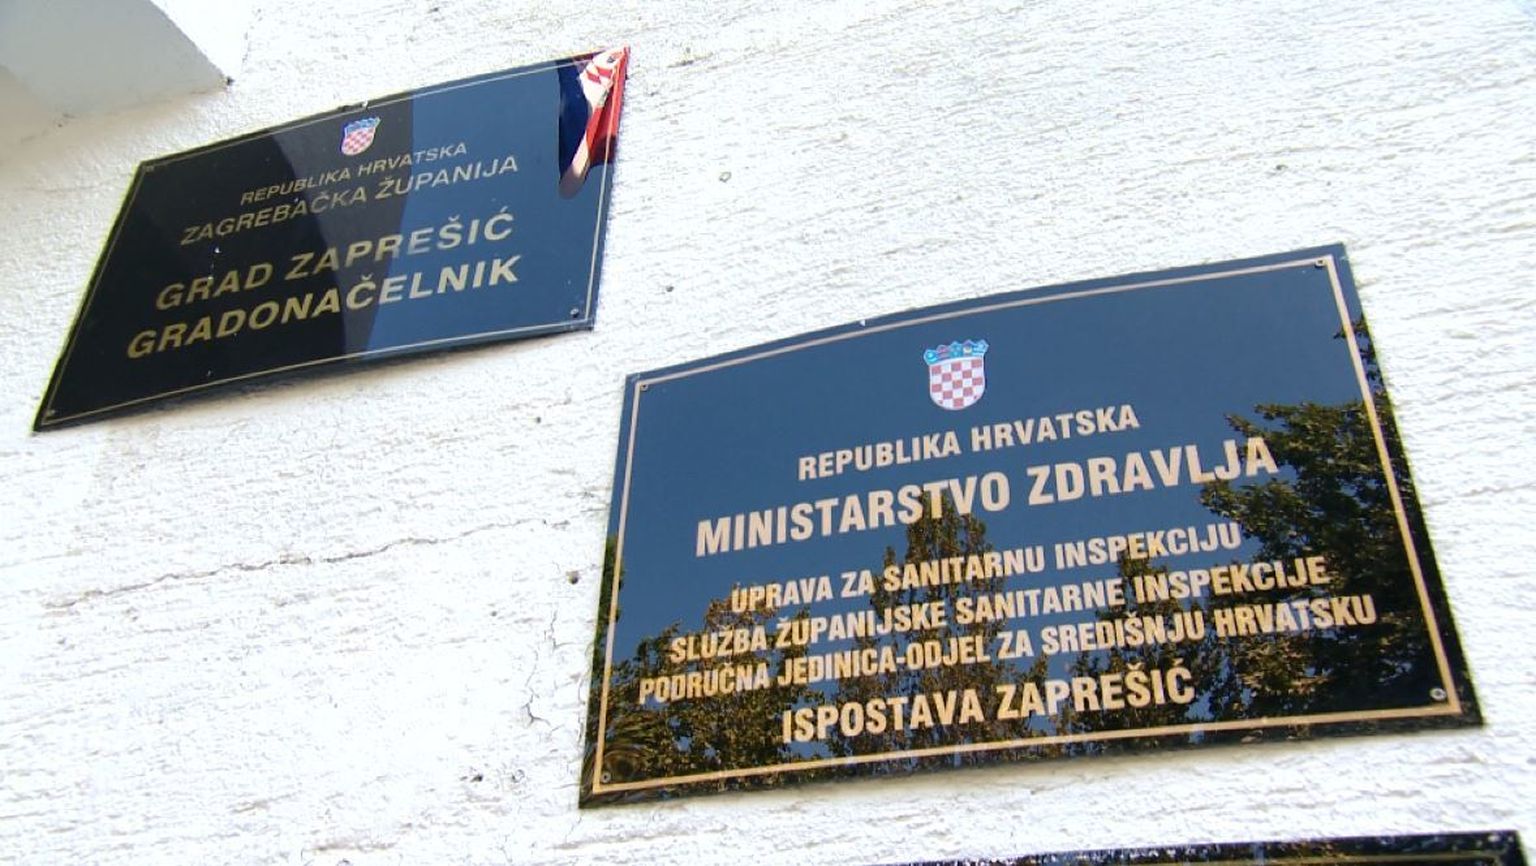 REPUBLIKA HRVATSKA
ZAGREBAČKA ŽUPANIJA
GRAD ZAPREŠIĆ
GRADONAČELNIK
REPUBLIKA HRVATSKA
MINISTARSTVO ZDRAVLJA
UPRAVA ZA SANITARNU INSPEKCIJU
SLUŽBA ŽUPANIJSKE SANITARNE INSPEKCIJE
PODRUČNA JEDINICA-ODJEL ZA SREDIŠNJU HRVATSKU
ISPOSTAVA ZAPREŠIĆ